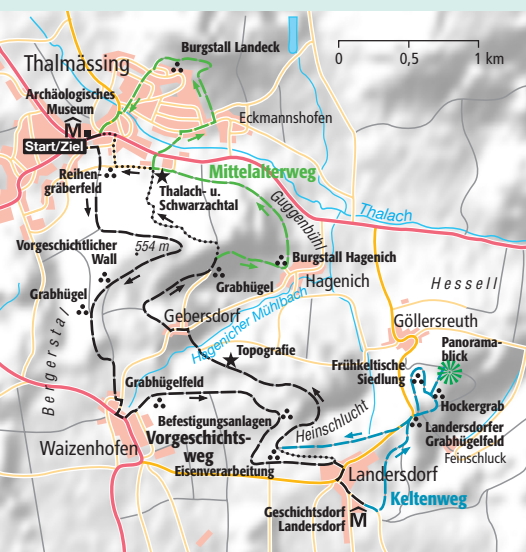 Burgstall Landeck
0
0,5
1 km
Thalmässing
Archäologisches
Museum
M
Eckmannshofen
Start/Ziel
Reihen-
gräberfeld
Mittelalterweg
Thalach- u.
Schwarzachtal
Guggenbühl
Thalach
Vorgeschichtlicher
Wall
554 m
Burgstall Hagenich
Grabhügel
Grabhügel
Hagenich
Hessell
Bergerstal
Gebersdorf
Hagenicher Mühlbach
Göllersreuth
Topografie
Panorama-
blick
Frühkeltische
Siedlung
Grabhügelfeld
Hockergrab
Befestigungsanlagen
Heinschlucht
Landersdorfer
Grabhügelfeld
Waizenhofen
Vorgeschichts-
weg
Feinschluck
Eisenverarbeitung
Landersdorf
Keltenweg
Geschichtsdorf
Landersdorf
M